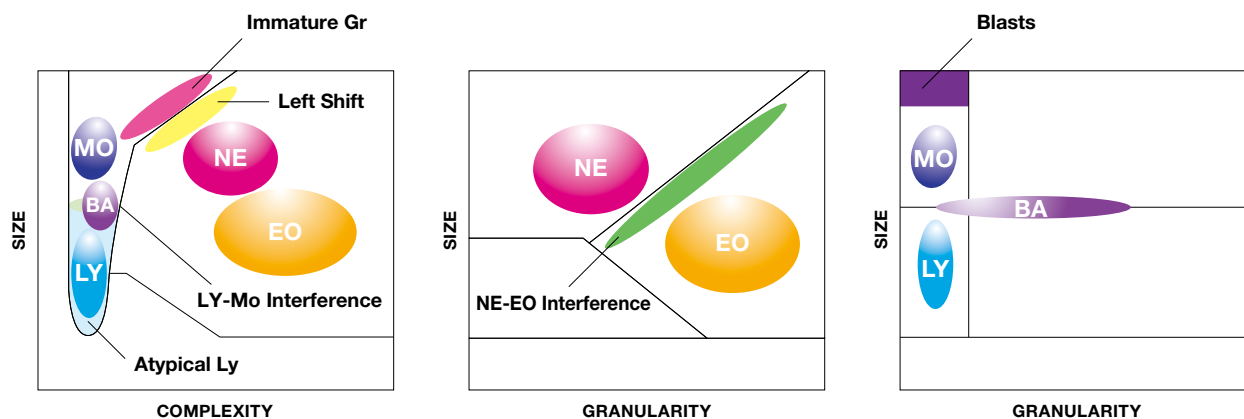 Immature Gr
Left Shift
MO
NE
BA
EO
LY
LY-Mo Interference
Atypical Ly
SIZE
COMPLEXITY
NE
EO
NE-EO Interference
SIZE
GRANULARITY
Blasts
MO
BA
LY
SIZE
GRANULARITY